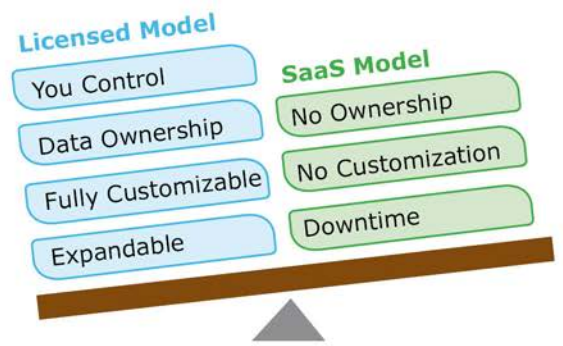 Licensed Model
You Control
Data Ownership
Fully Customizable
Expandable
SaaS Model
No Ownership
No Customization
Downtime